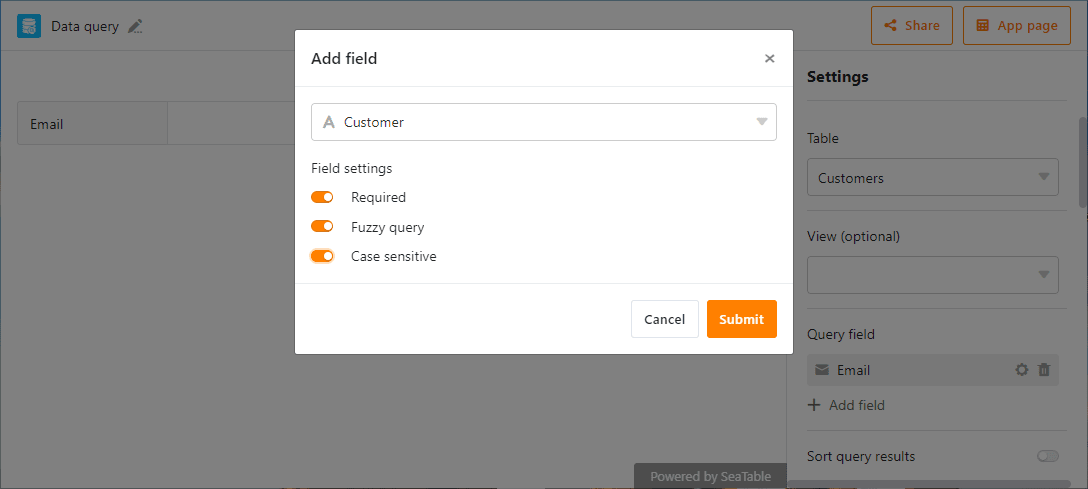 Data query
Share
App page
Add field
Customer
Field settings
Required
Fuzzy query
Case sensitive
Cancel
Submit
Email
Settings
Table
Customers
View (optional)
Query field
Email
Add field
Sort query results
Powered by SeaTable